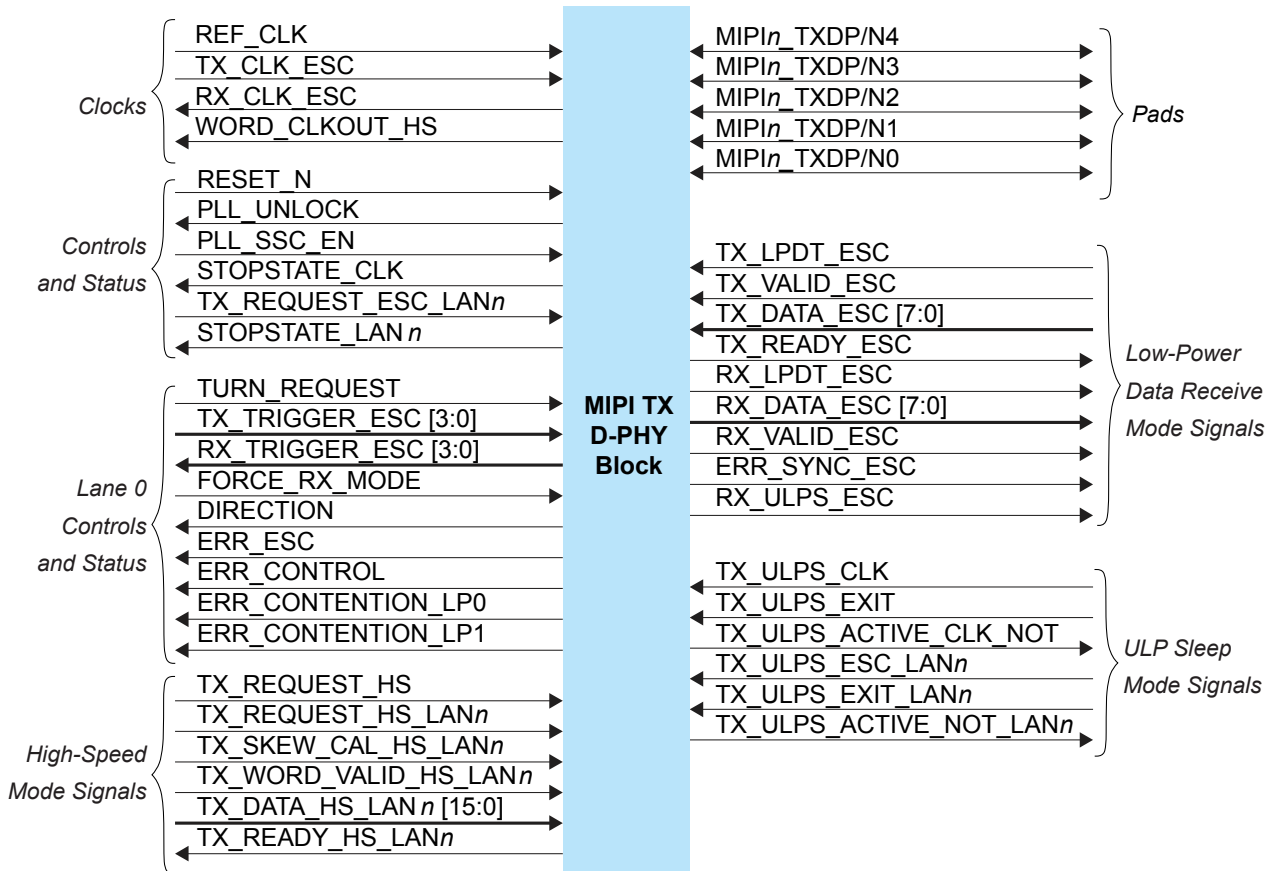 Clocks
REF_CLK
TX_CLK_ESC
RX_CLK_ESC
WORD_CLKOUT_HS
Controls
and Status
RESET_N
PLL_UNLOCK
PLL_SSC_EN
STOPSTATE_CLK
TX_REQUEST_ESC_LANn
STOPSTATE_LAN n
Lane 0
Controls
and Status
TURN_REQUEST
TX_TRIGGER_ESC [3:0]
RX_TRIGGER_ESC [3:0]
FORCE_RX_MODE
DIRECTION
ERR_ESC
ERR_CONTROL
ERR_CONTENTION_LP0
ERR_CONTENTION_LP1
High-Speed
Mode Signals
TX_REQUEST_HS
TX_REQUEST_HS_LANn
TX_SKEW_CAL_HS_LANn
TX_WORD_VALID_HS_LANn
TX_DATA_HS_LAN n [15:0]
TX_READY_HS_LANn
MIPI TX
D-PHY
Block
MIPIn_TXDP/N4
MIPIn_TXDP/N3
MIPIn_TXDP/N2
MIPIn_TXDP/N1
MIPIn_TXDP/N0
Pads
TX_LPDT_ESC
TX_VALID_ESC
TX_DATA_ESC [7:0]
TX_READY_ESC
RX_LPDT_ESC
RX_DATA_ESC [7:0]
RX_VALID_ESC
ERR_SYNC_ESC
RX_ULPS_ESC
Low-Power
Data Receive
Mode Signals
TX_ULPS_CLK
TX_ULPS_EXIT
TX_ULPS_ACTIVE_CLK_NOT
TX_ULPS_ESC_LANn
TX_ULPS_EXIT_LANn
TX_ULPS_ACTIVE_NOT_LANn
ULP Sleep
Mode Signals